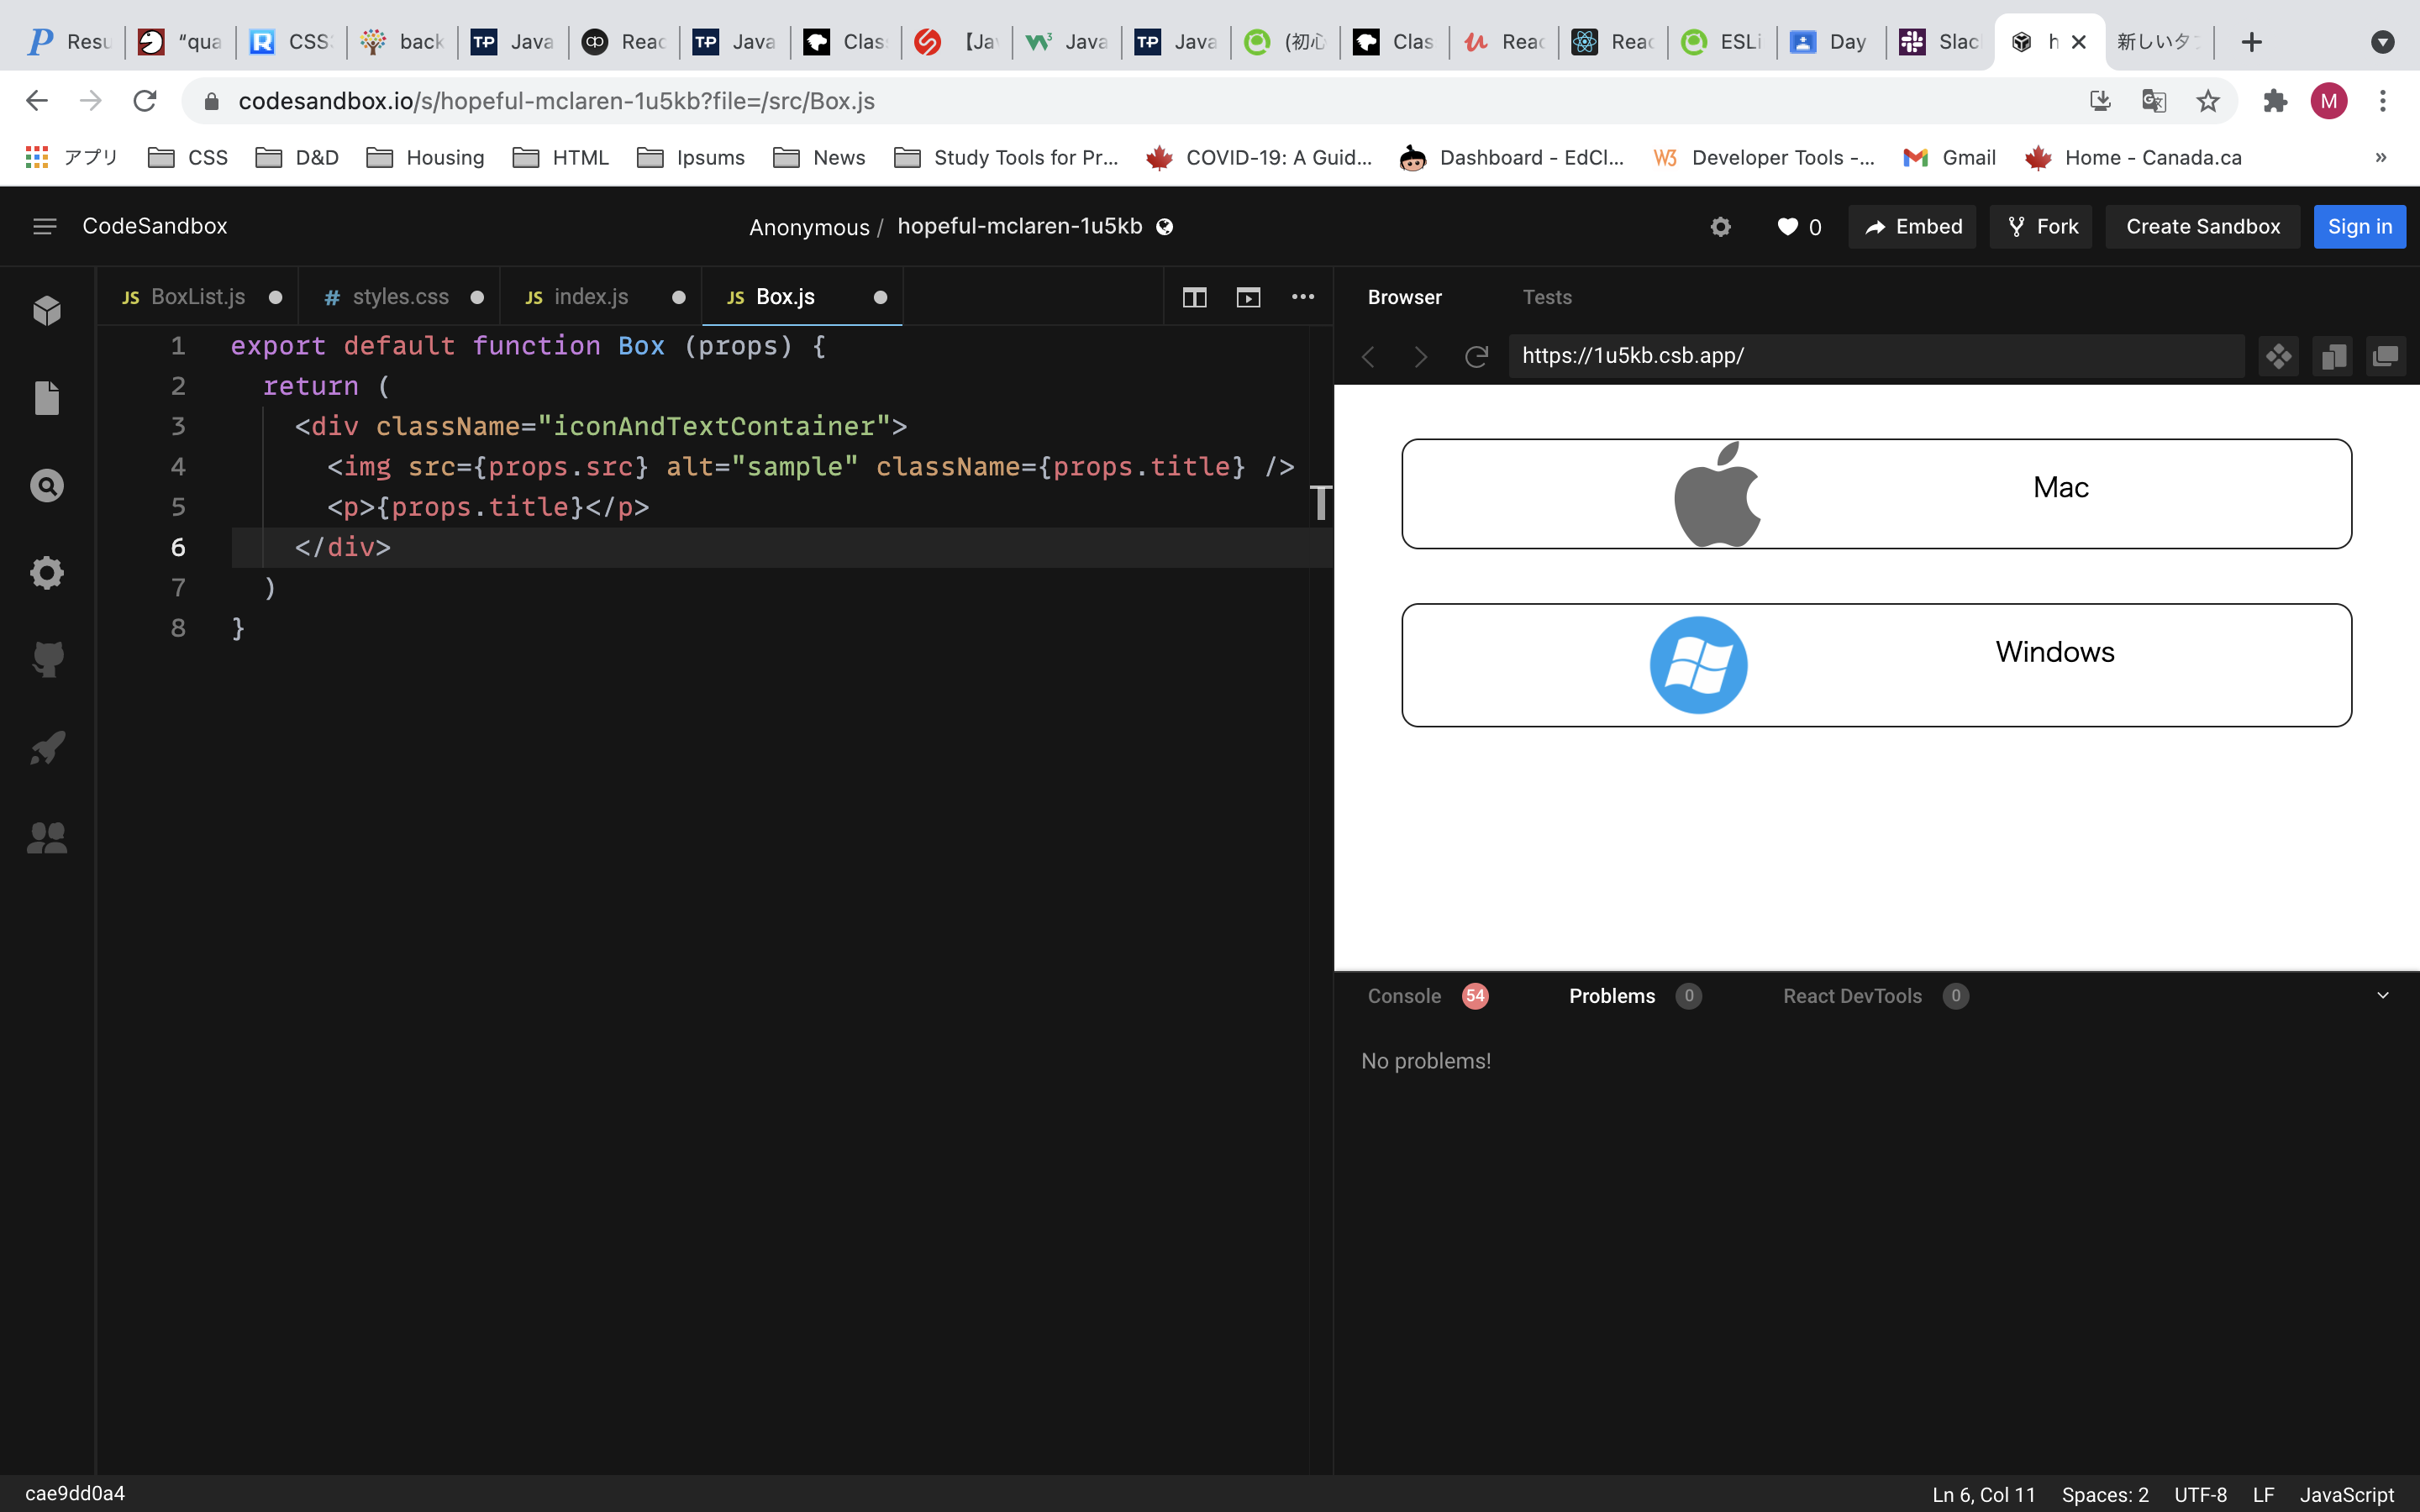 Resu
“qua
CSS
back
Java
Reac
Java
Clas
【Ja
Java
Java
(初心
Clas
Reac
Reac
ESLi
Day
Slac
h
新しいタ
codesandbox.io/s/hopeful-mclaren-1u5kb?file=/src/Box.js
M
アプリ CSS D&D Housing HTML Ipsums News Study Tools for Pr... COVID-19: A Guid... Dashboard - EdCl... Developer Tools -... Gmail Home - Canada.ca »
CodeSandbox
Anonymous / hopeful-mclaren-1u5kb
0 Embed Fork Create Sandbox Sign in
JS BoxList.js # styles.css JS index.js JS Box.js
1 export default function Box (props) {
2 return (
3 <div className="iconAndTextContainer">
4 <img src={props.src} alt="sample" className={props.title} />
5 <p>{props.title}</p>
6 </div>
7 )
8 }
Browser Tests
https://1u5kb.csb.app/
Mac
Windows
Console 54 Problems 0 React DevTools 0
No problems!
cae9dd0a4
Ln 6, Col 11 Spaces: 2 UTF-8 LF JavaScript